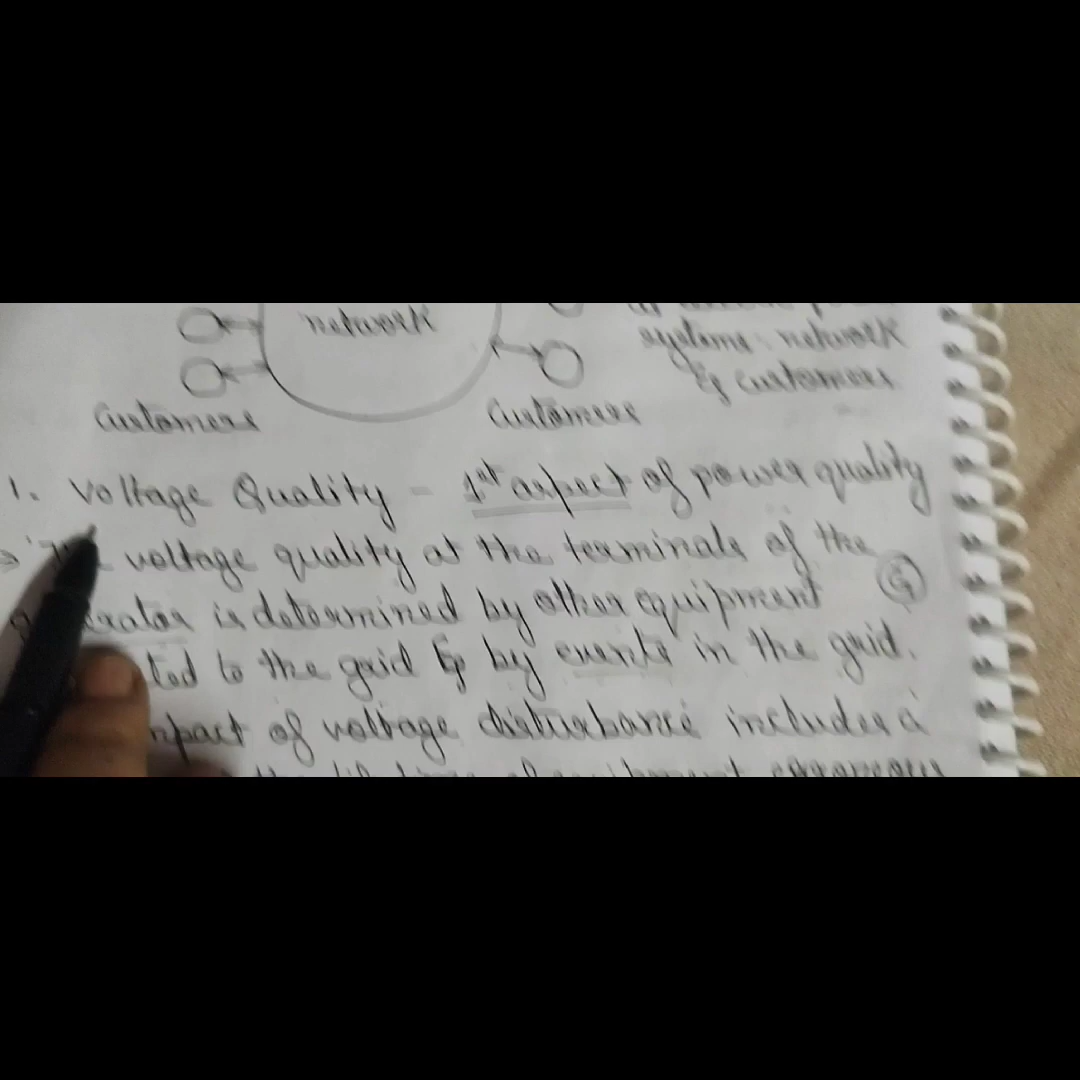 network
systems : network
& customers
Customers
Customers
1. Voltage Quality - 1st aspect of power quality
voltage quality at the terminals of the
is determined by other equipment
G
to the grid & by events in the grid.
of voltage disturbance includes a